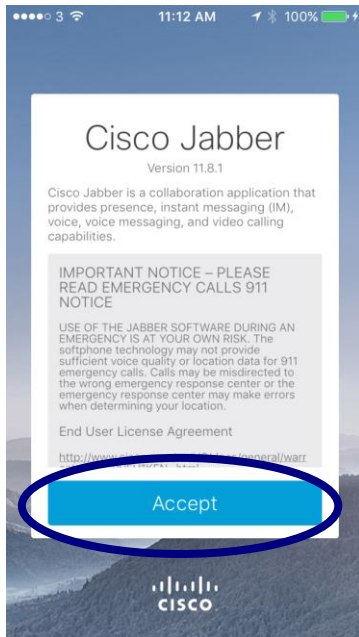 3 11:12 AM 100%
Cisco Jabber
Version 11.8.1
Cisco Jabber is a collaboration application that
provides presence, instant messaging (IM),
voice, voice messaging, and video calling
capabilities.
IMPORTANT NOTICE – PLEASE
READ EMERGENCY CALLS 911
NOTICE
USE OF THE JABBER SOFTWARE DURING AN
EMERGENCY IS AT YOUR OWN RISK. The
softphone technology may not provide
sufficient voice quality or location data for 911
emergency calls. Calls may be misdirected to
the wrong emergency response center or the
emergency response center may make errors
when determining your location.
End User License Agreement
Accept
CISCO